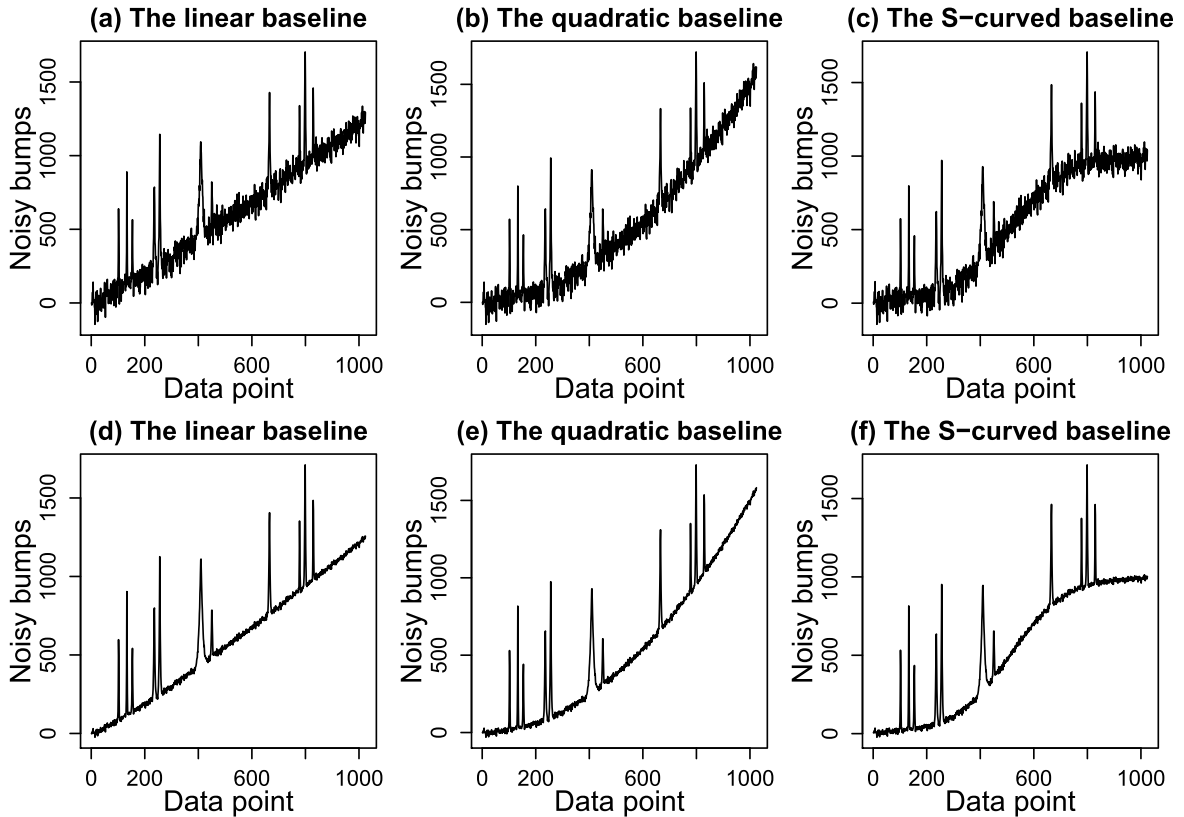 (a) The linear baseline
(b) The quadratic baseline
(c) The S−curved baseline
Noisy bumps
0 500 1000 1500
0 200 600 1000
Data point
Noisy bumps
0 500 1000 1500
0 200 600 1000
Data point
Noisy bumps
0 500 1000 1500
0 200 600 1000
Data point
(d) The linear baseline
(e) The quadratic baseline
(f) The S−curved baseline
Noisy bumps
0 500 1000 1500
0 200 600 1000
Data point
Noisy bumps
0 500 1000 1500
0 200 600 1000
Data point
Noisy bumps
0 500 1000 1500
0 200 600 1000
Data point